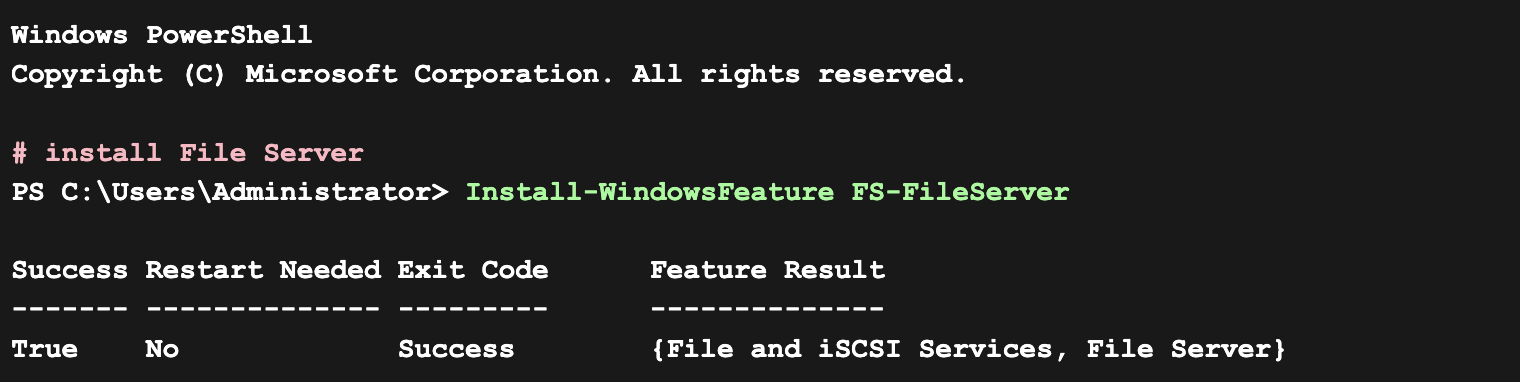 Windows PowerShell
Copyright (C) Microsoft Corporation. All rights reserved.
# install File Server
PS C:\Users\Administrator> Install-WindowsFeature FS-FileServer
Success Restart Needed Exit Code      Feature Result
------- -------------- ---------      --------------
True    No             Success        {File and iSCSI Services, File Server}